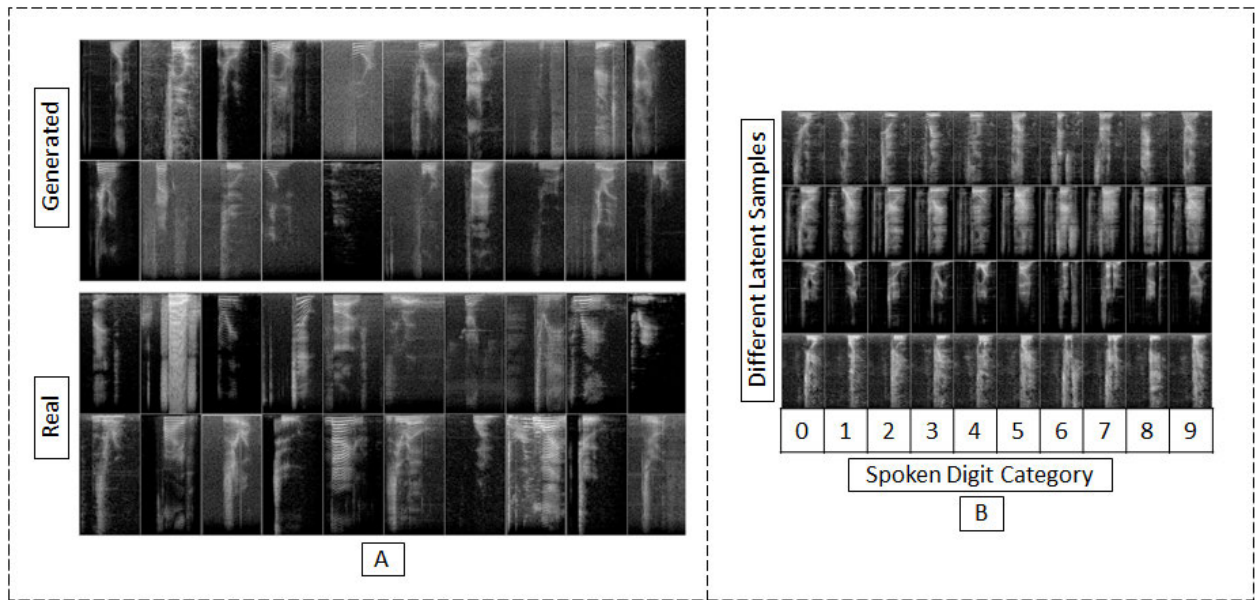 Generated
Real
A
Different Latent Samples
0 1 2 3 4 5 6 7 8 9
Spoken Digit Category
B